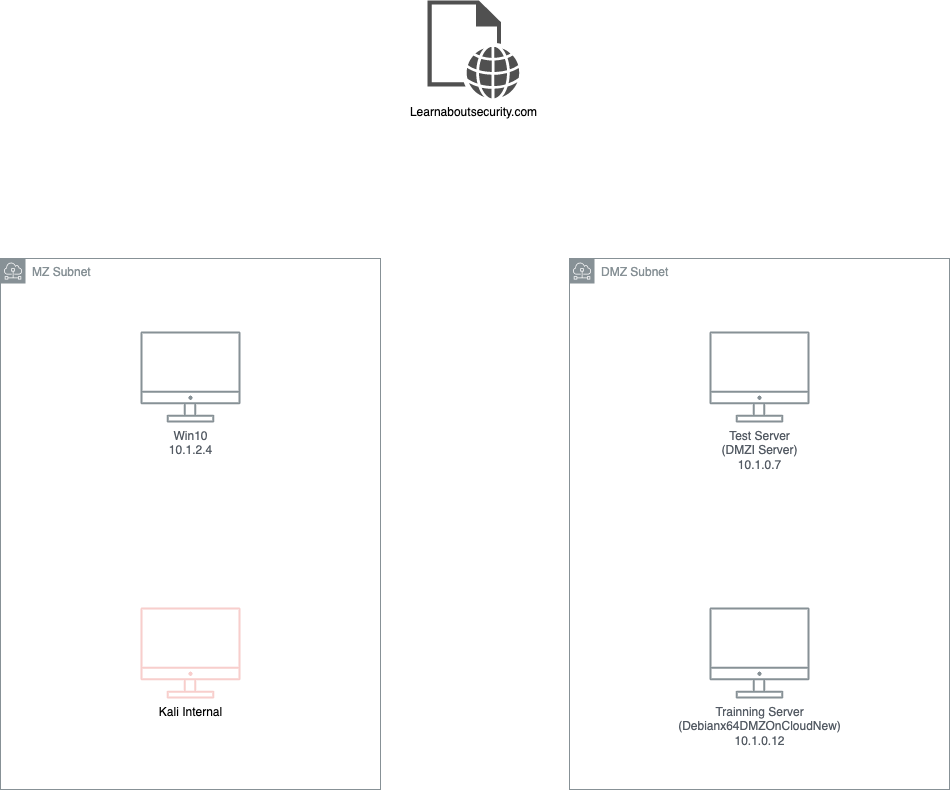 Learnaboutsecurity.com
MZ Subnet
Win10
10.1.2.4
Kali Internal
DMZ Subnet
Test Server
(DMZI Server)
10.1.0.7
Trainning Server
(Debianx64DMZOnCloudNew)
10.1.0.12